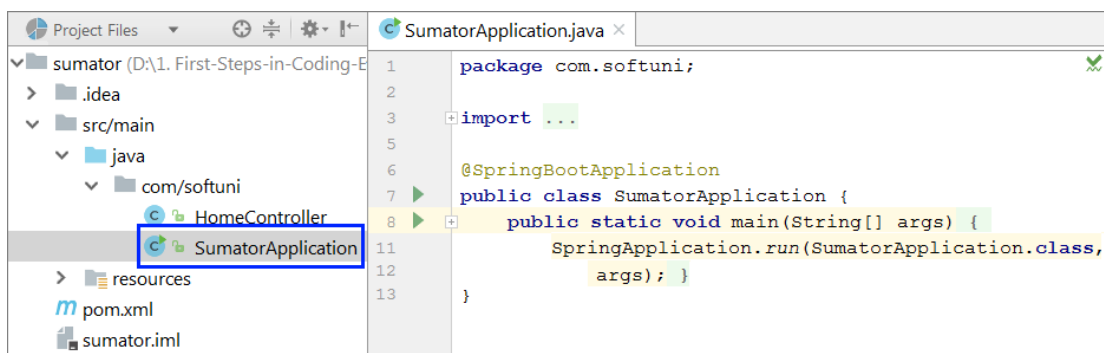 Project Files
sumator (D:\1. First-Steps-in-Coding-E
.idea
src/main
java
com/softuni
HomeController
SumatorApplication
resources
pom.xml
sumator.iml
SumatorApplication.java
1 package com.softuni;
2
3 import ...
5
6 @SpringBootApplication
7 public class SumatorApplication {
8 public static void main(String[] args) {
11 SpringApplication.run(SumatorApplication.class,
12 args); }
13 }